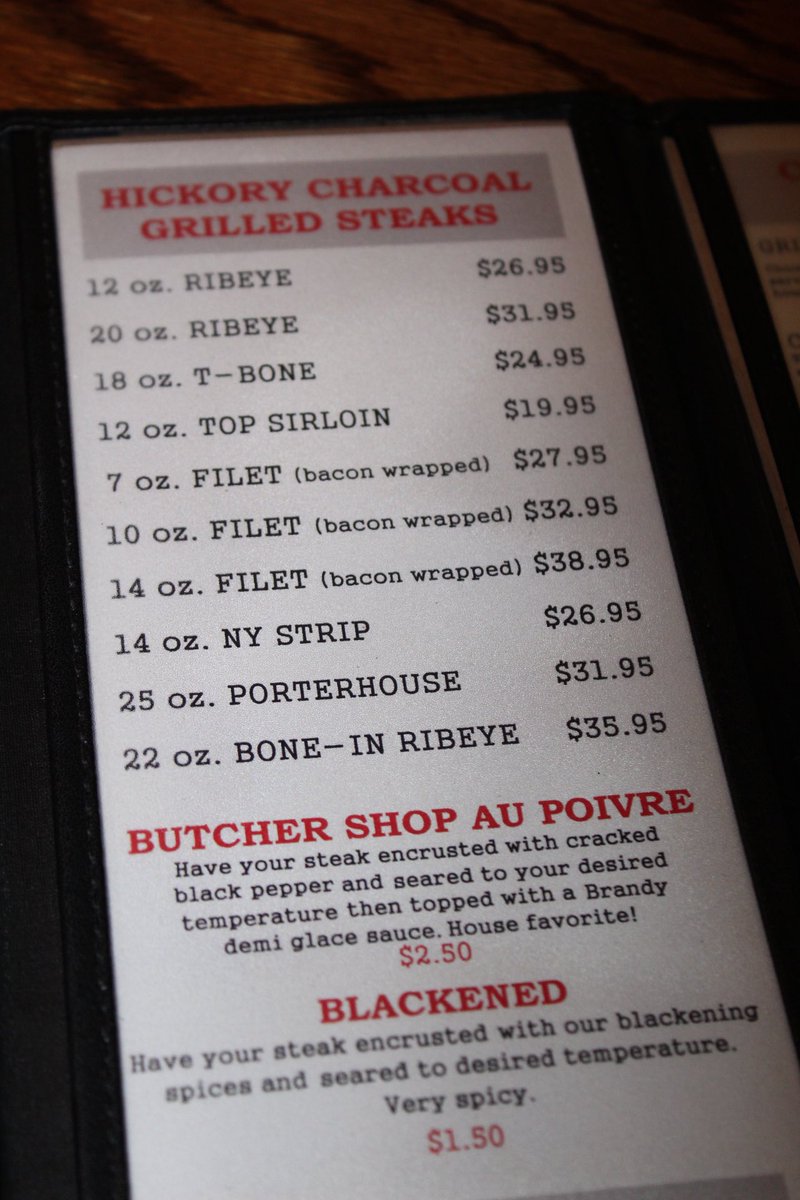 HICKORY CHARCOAL
GRILLED STEAKS
12 oz. RIBEYE $26.95
20 oz. RIBEYE $31.95
18 oz. T-BONE $24.95
12 oz. TOP SIRLOIN $19.95
7 oz. FILET (bacon wrapped) $27.95
10 oz. FILET (bacon wrapped) $32.95
14 oz. FILET (bacon wrapped) $38.95
14 oz. NY STRIP $26.95
25 oz. PORTERHOUSE $31.95
22 oz. BONE-IN RIBEYE $35.95
BUTCHER SHOP AU POIVRE
Have your steak encrusted with cracked
black pepper and seared to your desired
temperature then topped with a Brandy
demi glace sauce. House favorite!
$2.50
BLACKENED
Have your steak encrusted with our blackening
spices and seared to desired temperature.
Very spicy.
$1.50